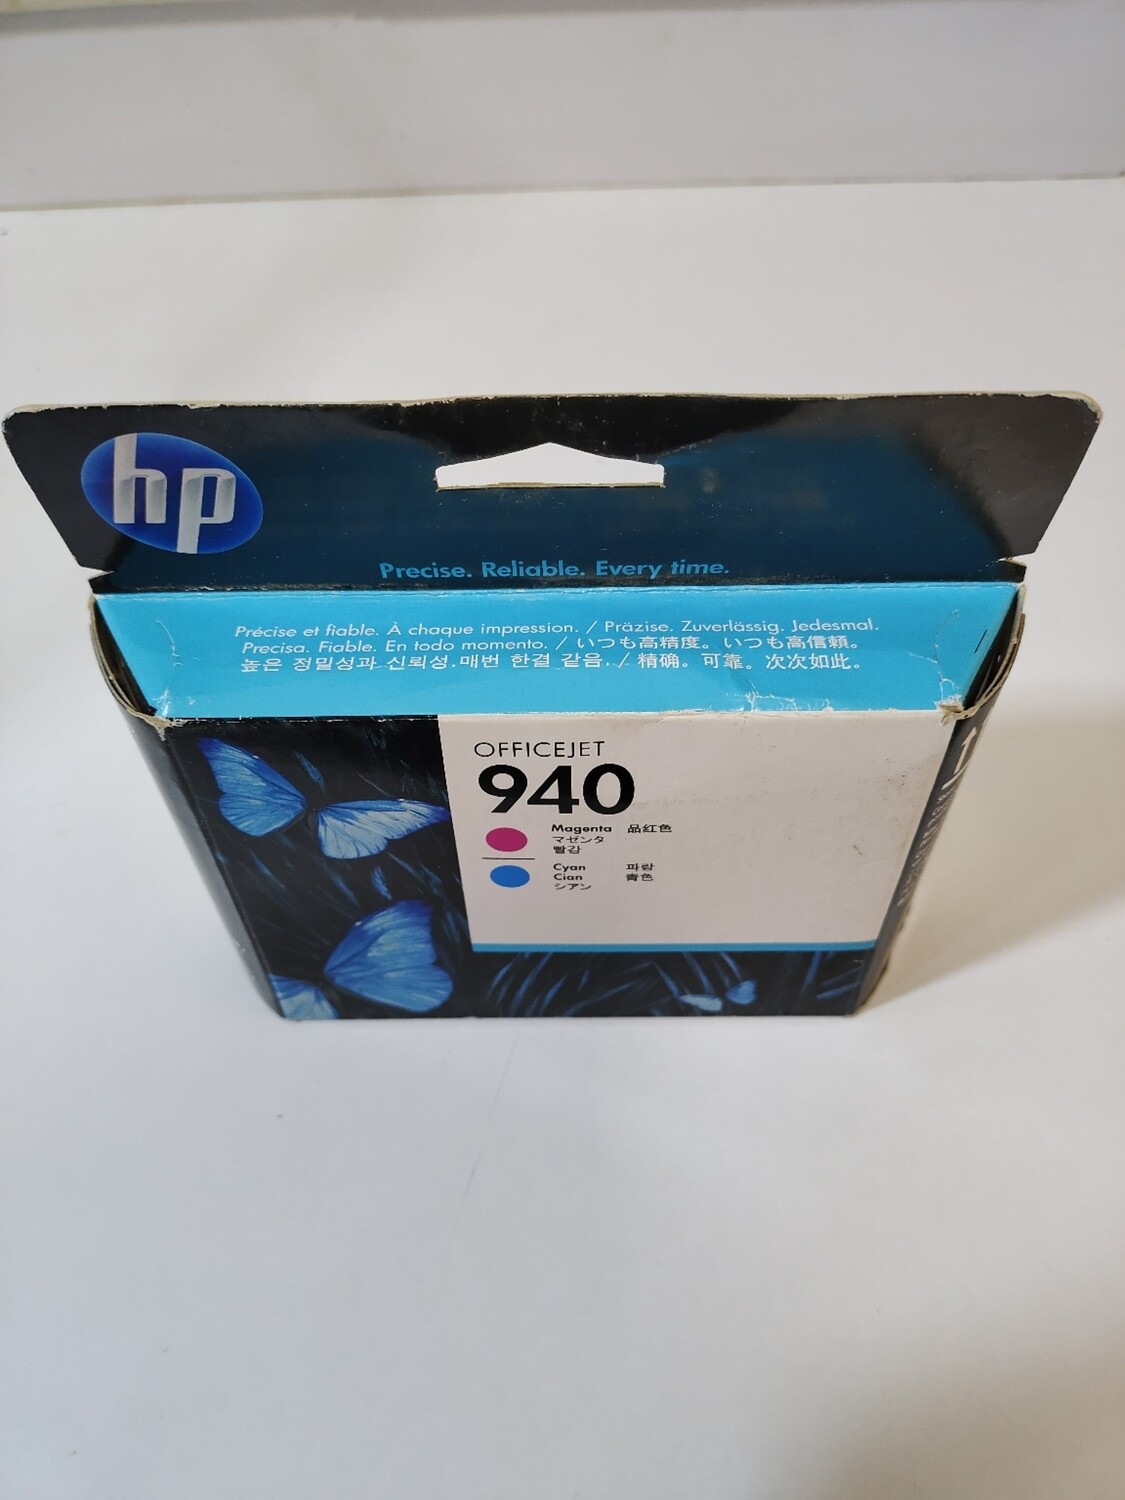 hp
Precise. Reliable. Every time.
Précise et fiable. À chaque impression. / Präzise. Zuverlässig. Jedesmal.
Precisa. Fiable. En todo momento. / いつも高精度。いつも高信頼。
높은 정밀성과 신뢰성.매번 한결 같음. / 精确。可靠。次次如此。
OFFICEJET
940
Magenta 品紅色
マゼンタ
빨강
Cyan 파랑
Cian 青色
シアン